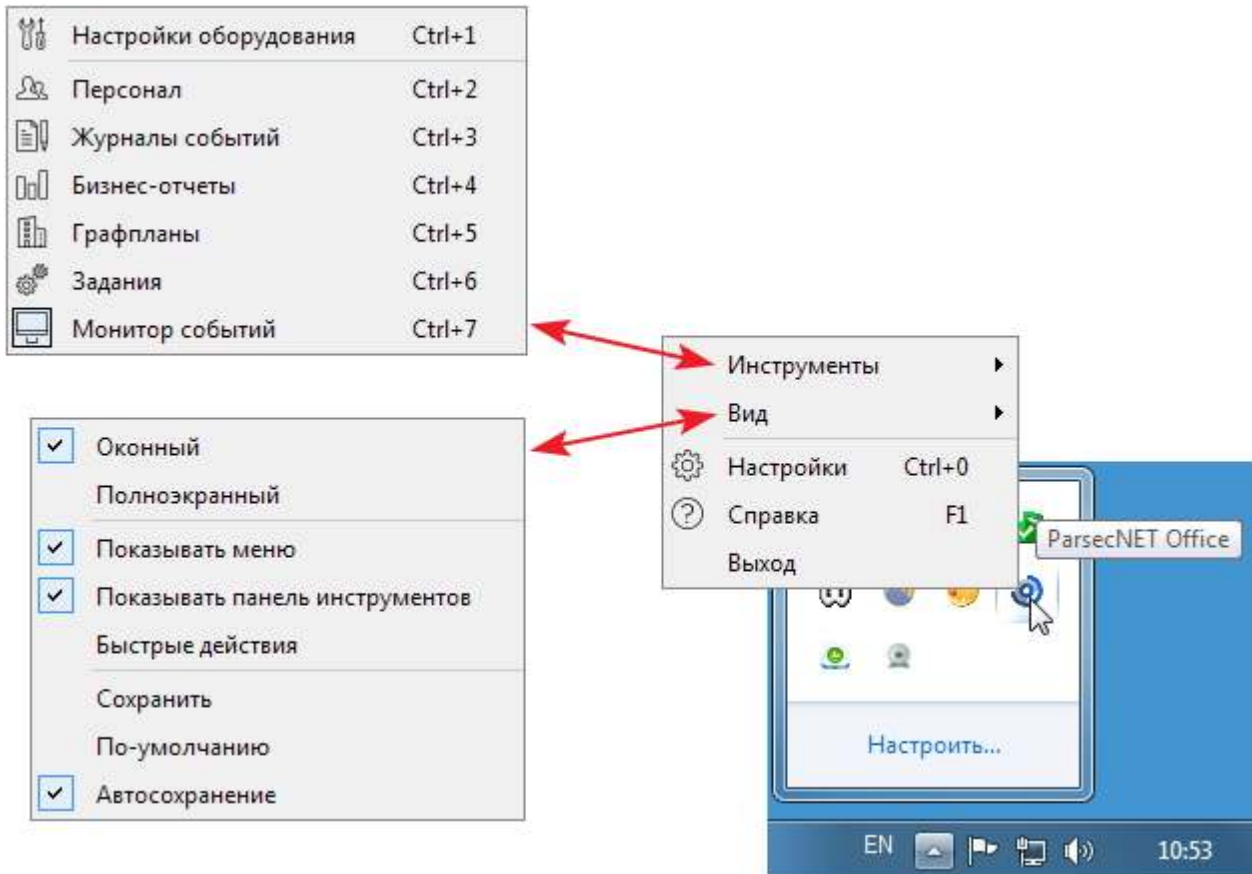 Настройки оборудования Ctrl+1
Персонал Ctrl+2
Журналы событий Ctrl+3
Бизнес-отчеты Ctrl+4
Графпланы Ctrl+5
Задания Ctrl+6
Монитор событий Ctrl+7
Инструменты
Вид
Настройки Ctrl+0
Справка F1
Выход
Оконный
Полноэкранный
Показывать меню
Показывать панель инструментов
Быстрые действия
Сохранить
По-умолчанию
Автосохранение
ParsecNET Office
Настроить...
EN 10:53